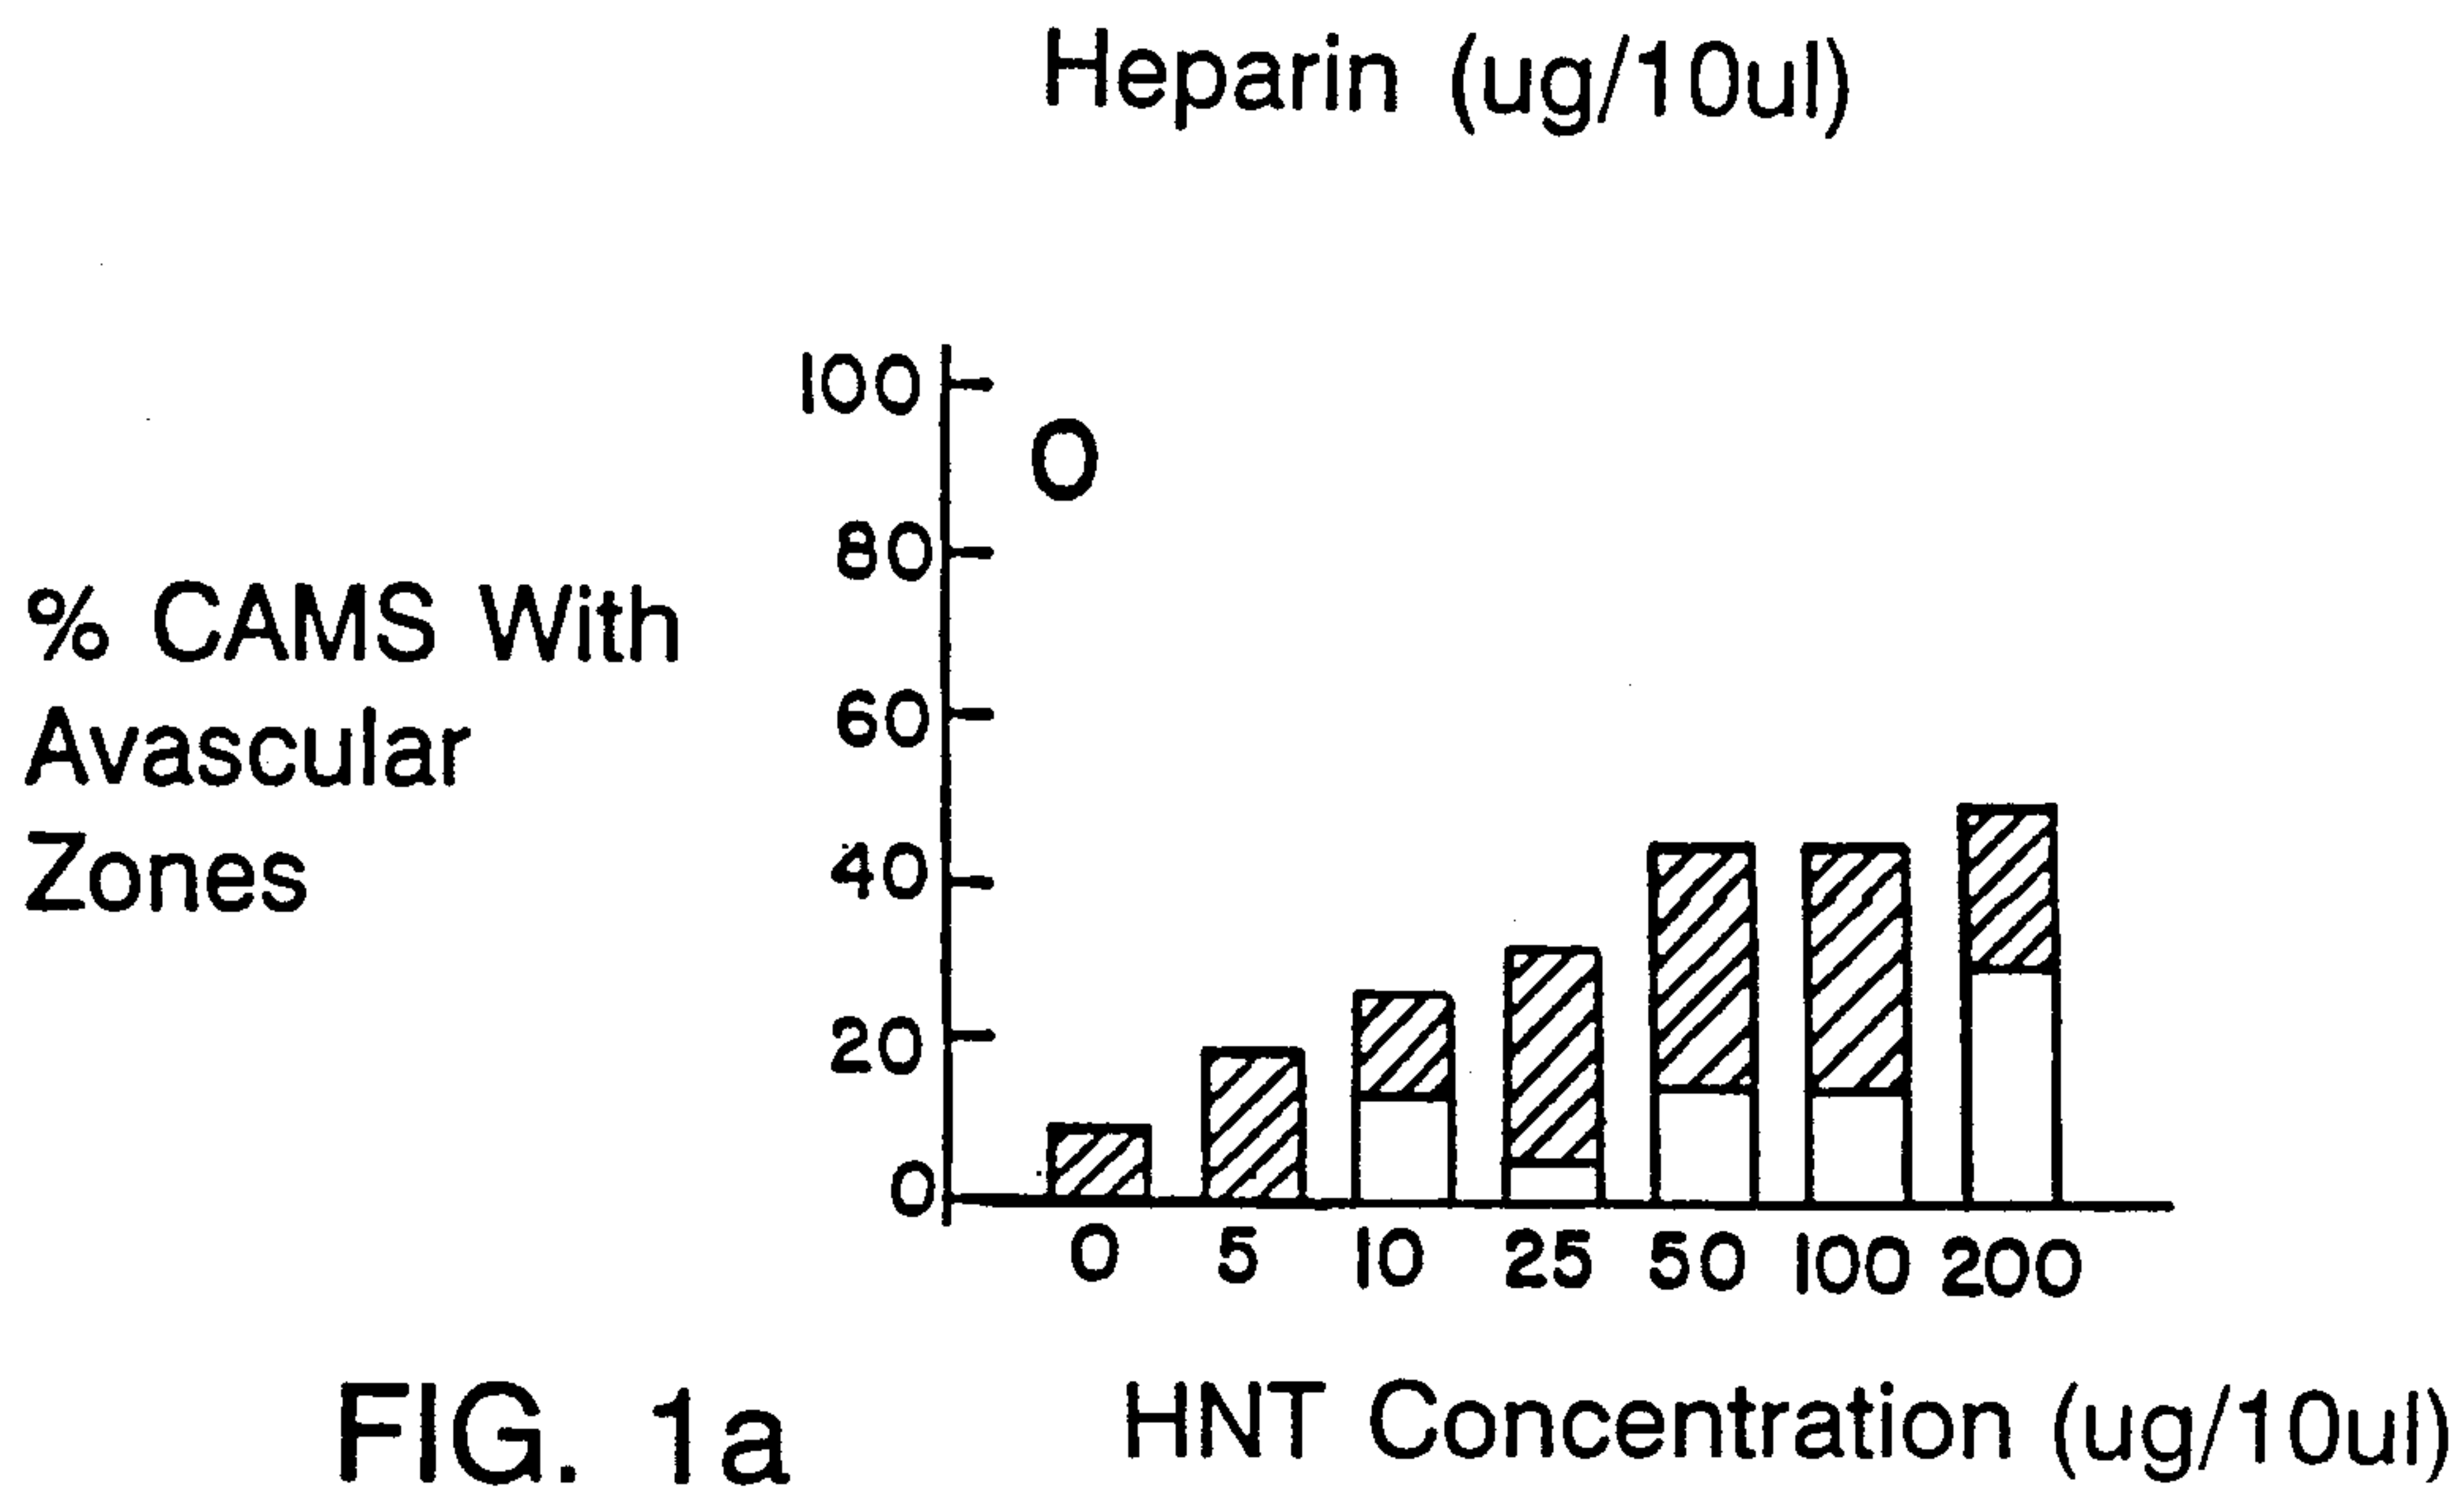 Heparin (ug/10ul)
100
O
80
% CAMS With
60
Avascular
Zones
40
20
0
0 5 10 25 50 100 200
FIG. 1a
HNT Concentration (ug/10ul)